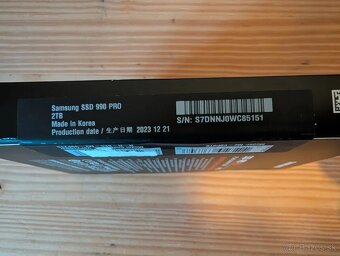 Samsung SSD 990 PRO
2TB
Made in Korea
Production date / 生产日期 2023 12 21
S/N: S7DNNJ0WC85151